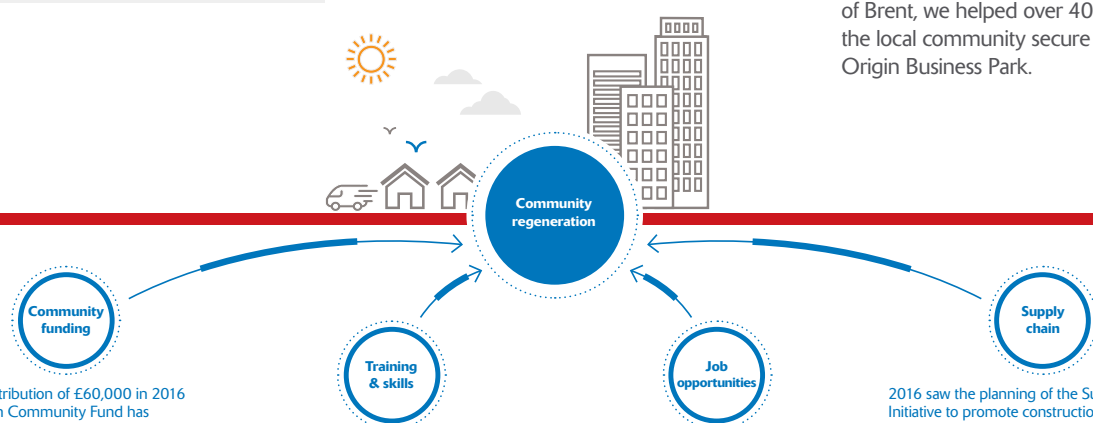 of Brent, we helped over 40
the local community secure
Origin Business Park.
Community
regeneration
Community
funding
Training
& skills
Job
opportunities
Supply
chain
of £60,000 in 2016
Community Fund has
2016 saw the planning of the
Initiative to promote